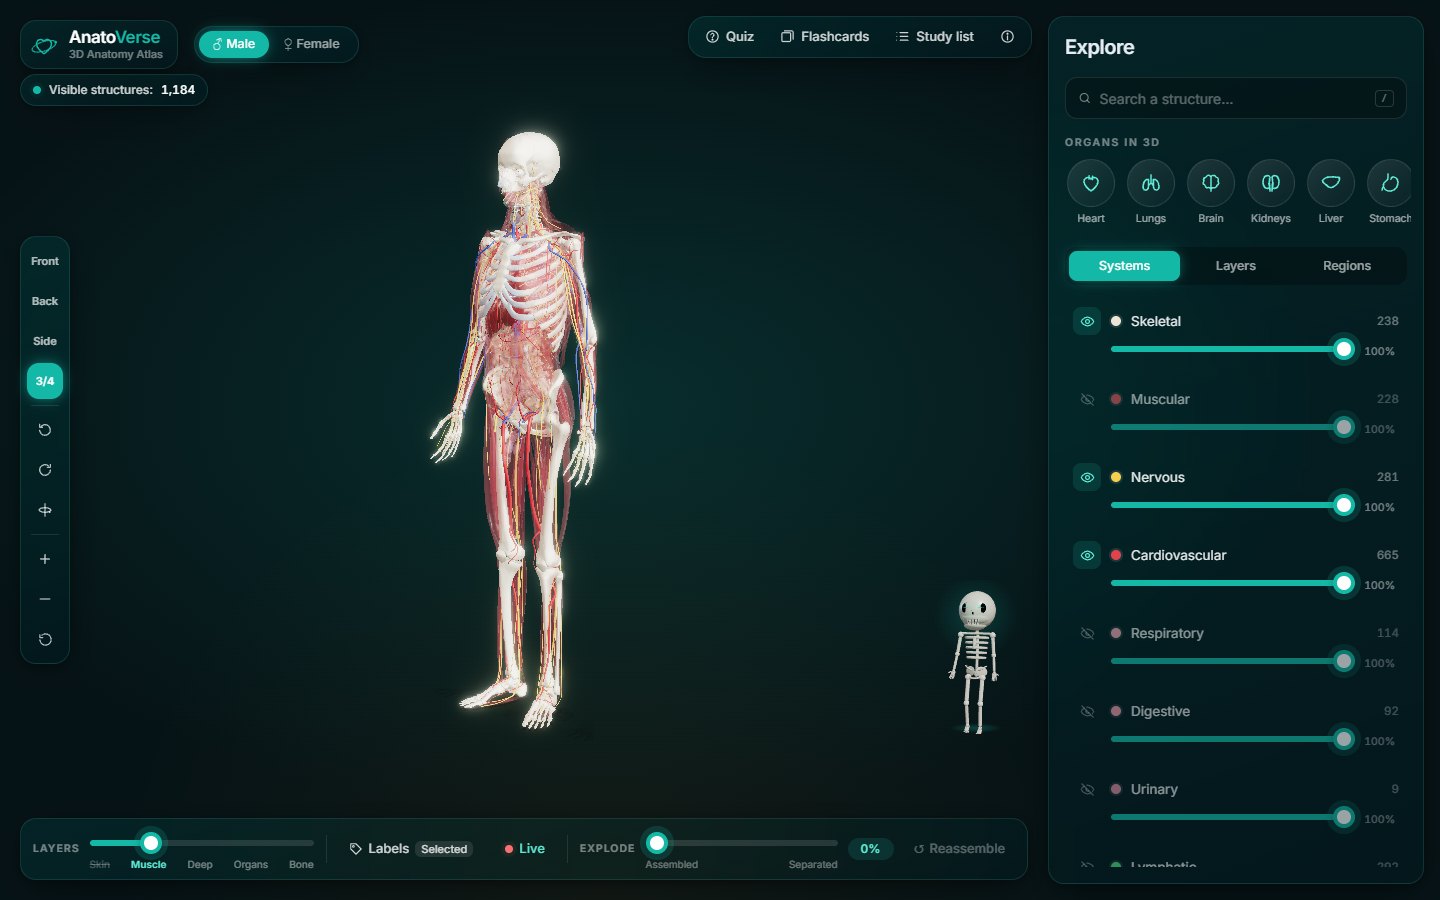 AnatoVerse
3D Anatomy Atlas
Male
Female
Visible structures: 1,184
Quiz
Flashcards
Study list
Front
Back
Side
3/4
Explore
Search a structure...
/
ORGANS IN 3D
Heart
Lungs
Brain
Kidneys
Liver
Stomach
Systems
Layers
Regions
Skeletal 238
100%
Muscular 228
100%
Nervous 281
100%
Cardiovascular 665
100%
Respiratory 114
100%
Digestive 92
100%
Urinary 9
100%
Lymphatic 292
LAYERS
Skin
Muscle
Deep
Organs
Bone
Labels Selected
Live
EXPLODE
Assembled
Separated
0%
Reassemble